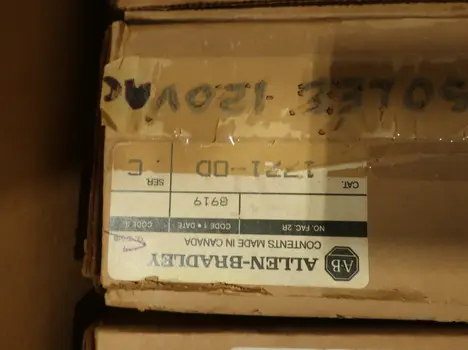 SOLEE 120VAC
AB ALLEN-BRADLEY
CONTENTS MADE IN CANADA
NO. FAC. 2R CODE 1 • DATE CODE 2
8919
CAT. SER.
1771-OD C